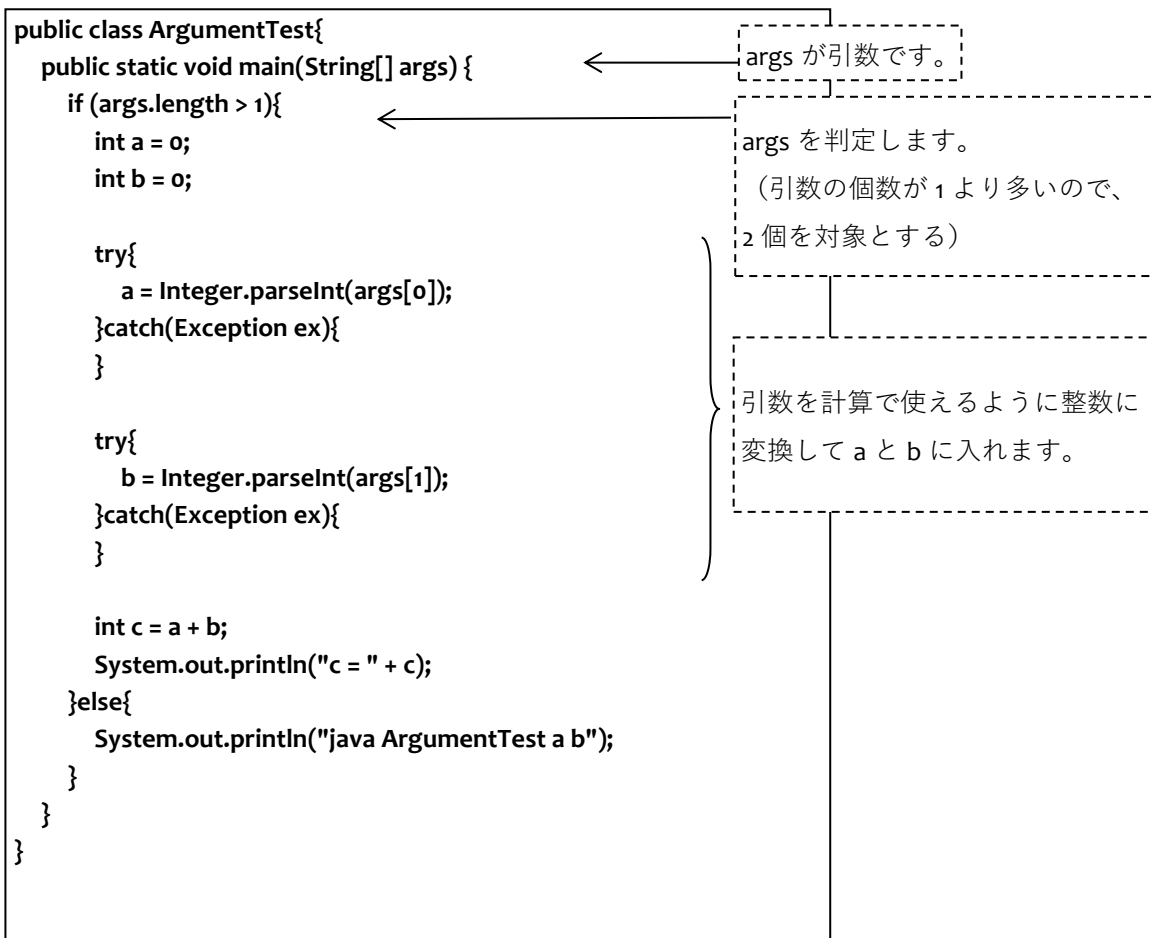 public class ArgumentTest{
public static void main(String[] args) {
if (args.length > 1){
int a = 0;
int b = 0;
try{
a = Integer.parseInt(args[0]);
}catch(Exception ex){
}
try{
b = Integer.parseInt(args[1]);
}catch(Exception ex){
}
int c = a + b;
System.out.println("c = " + c);
}else{
System.out.println("java ArgumentTest a b");
}
}
}
args が引数です。
args を判定します。
（引数の個数が 1 より多いので、
2 個を対象とする）
引数を計算で使えるように整数に
変換して a と b に入れます。